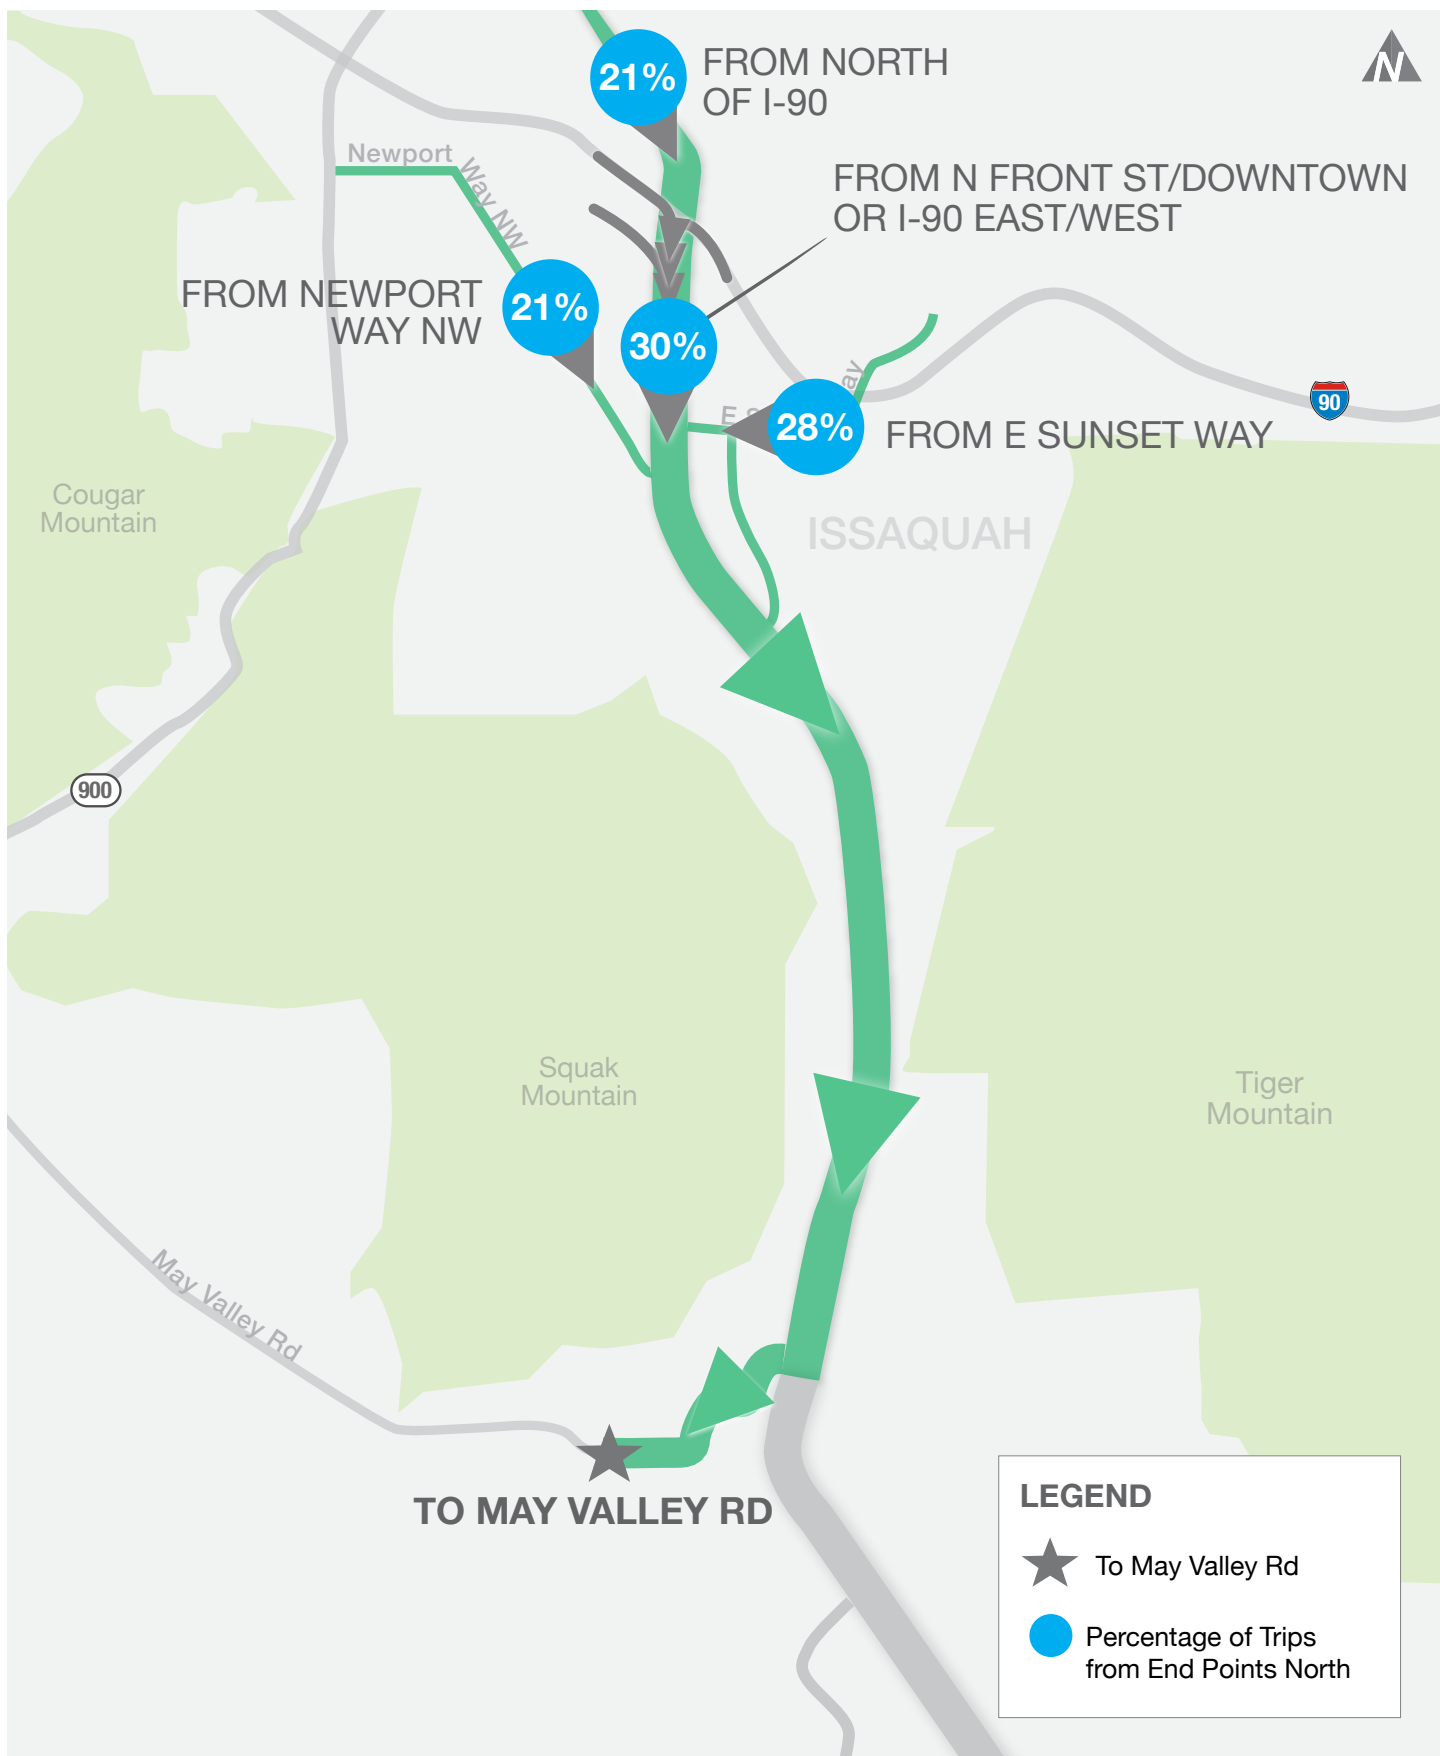 21%
FROM NORTH
OF I-90
N
Newport
Way NW
FROM N FRONT ST/DOWNTOWN
OR I-90 EAST/WEST
FROM NEWPORT
WAY NW
21%
30%
90
28%
FROM E SUNSET WAY
Cougar
Mountain
ISSAQUAH
900
Squak
Mountain
Tiger
Mountain
May Valley Rd
TO MAY VALLEY RD
LEGEND
To May Valley Rd
Percentage of Trips
from End Points North